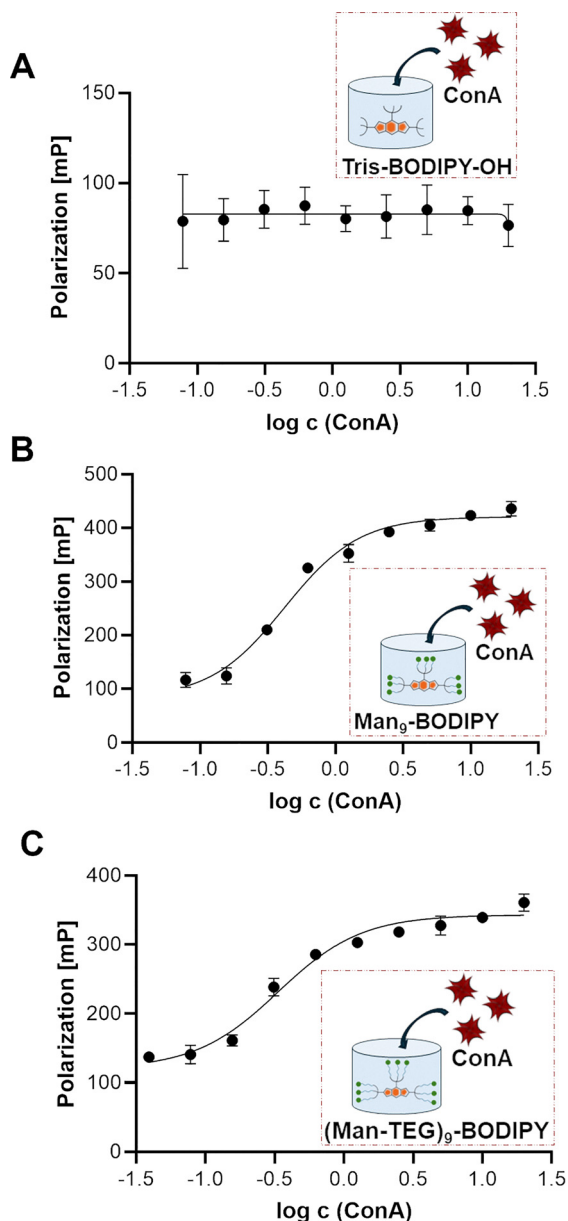 A
ConA
Tris-BODIPY-OH
Polarization [mP]
150
100
50
0
-1.5 -1.0 -0.5 0.0 0.5 1.0 1.5
log c (ConA)
B
Polarization [mP]
500
400
300
200
100
0
ConA
Man₉-BODIPY
-1.5 -1.0 -0.5 0.0 0.5 1.0 1.5
log c (ConA)
C
Polarization [mP]
400
300
200
100
0
ConA
(Man-TEG)₉-BODIPY
-1.5 -1.0 -0.5 0.0 0.5 1.0 1.5
log c (ConA)